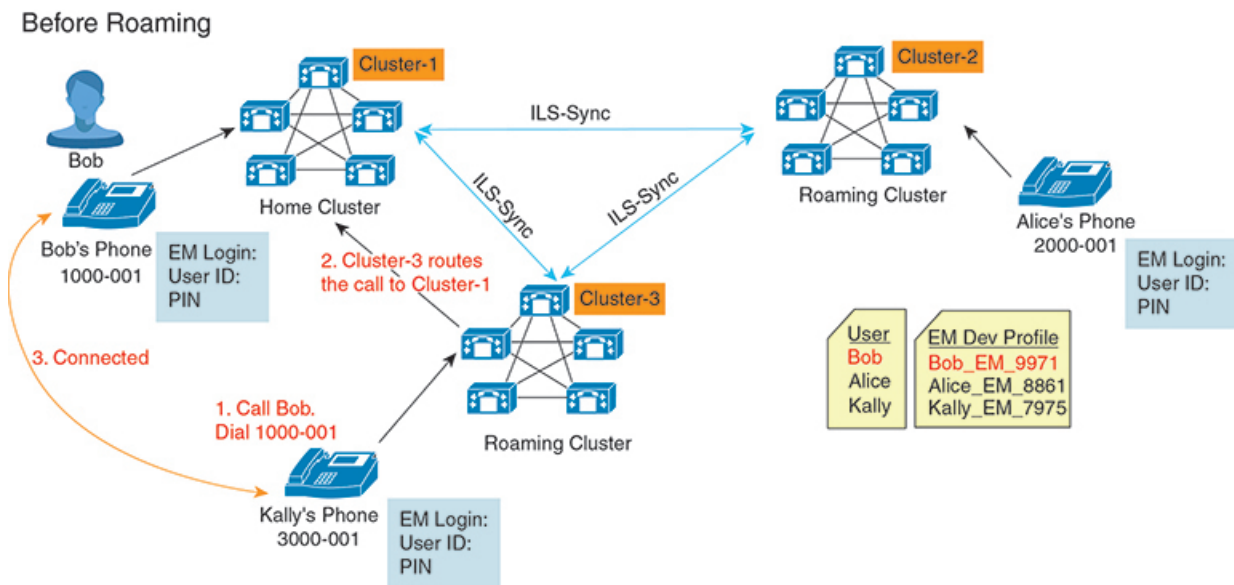 Before Roaming
Cluster-1
Cluster-2
ILS-Sync
Bob
Home Cluster
Roaming Cluster
ILS-Sync
ILS-Sync
Bob's Phone
1000-001
EM Login:
User ID:
PIN
Alice's Phone
2000-001
EM Login:
User ID:
PIN
2. Cluster-3 routes
the call to Cluster-1
Cluster-3
3. Connected
1. Call Bob.
Dial 1000-001
Roaming Cluster
User
Bob
Alice
Kally
EM Dev Profile
Bob_EM_9971
Alice_EM_8861
Kally_EM_7975
Kally's Phone
3000-001
EM Login:
User ID:
PIN